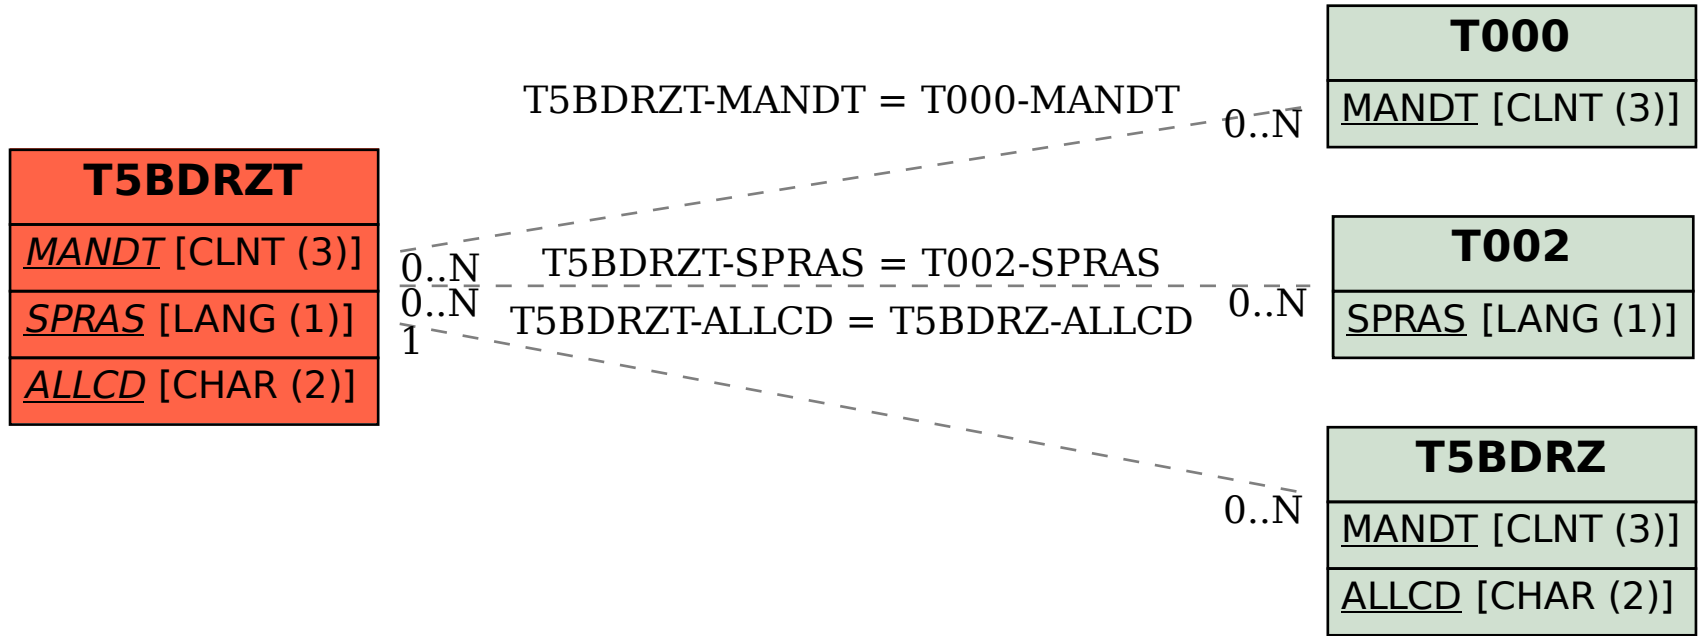 T5BDRZT
MANDT [CLNT (3)]
SPRAS [LANG (1)]
ALLCD [CHAR (2)]
T5BDRZT-MANDT = T000-MANDT
0..N
0..N
T5BDRZT-SPRAS = T002-SPRAS
0..N
0..N
T5BDRZT-ALLCD = T5BDRZ-ALLCD
1
0..N
T000
MANDT [CLNT (3)]
T002
SPRAS [LANG (1)]
T5BDRZ
MANDT [CLNT (3)]
ALLCD [CHAR (2)]